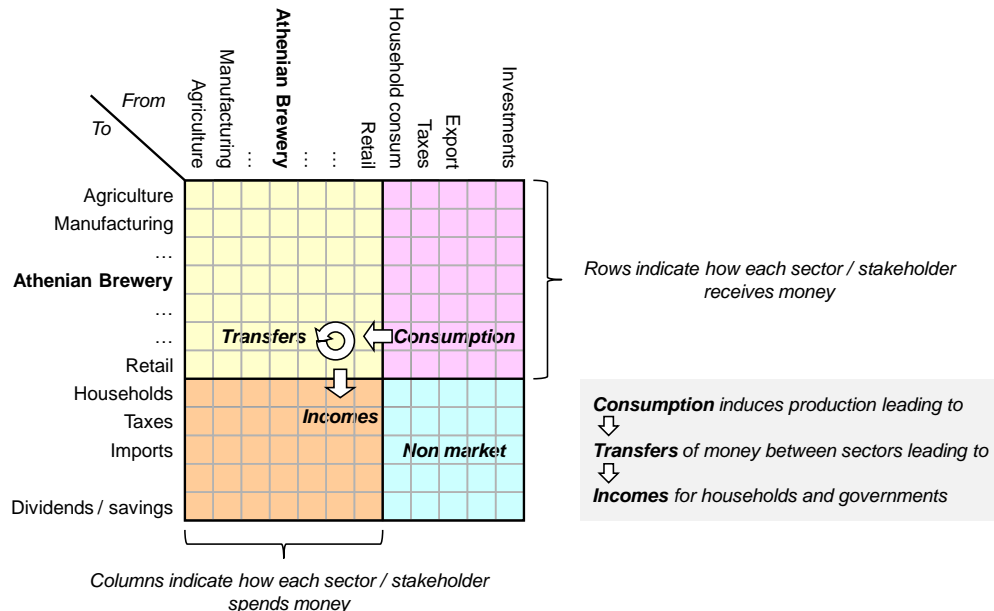 From
To
Agriculture
Manufacturing
…
Athenian Brewery
…
…
Retail
Household consum
Taxes
Export
Investments
Agriculture
Manufacturing
…
Athenian Brewery
…
…
Retail
Households
Taxes
Imports
Dividends / savings
Transfers
Consumption
Incomes
Non market
Rows indicate how each sector / stakeholder
receives money
Consumption induces production leading to
Transfers of money between sectors leading to
Incomes for households and governments
Columns indicate how each sector / stakeholder
spends money